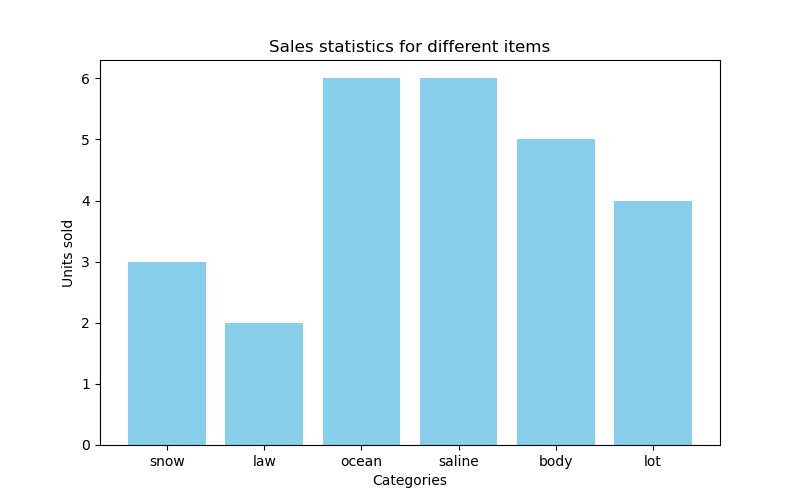 Sales statistics for different items
6
5
4
3
2
1
0
Units sold
snow law ocean saline body lot
Categories